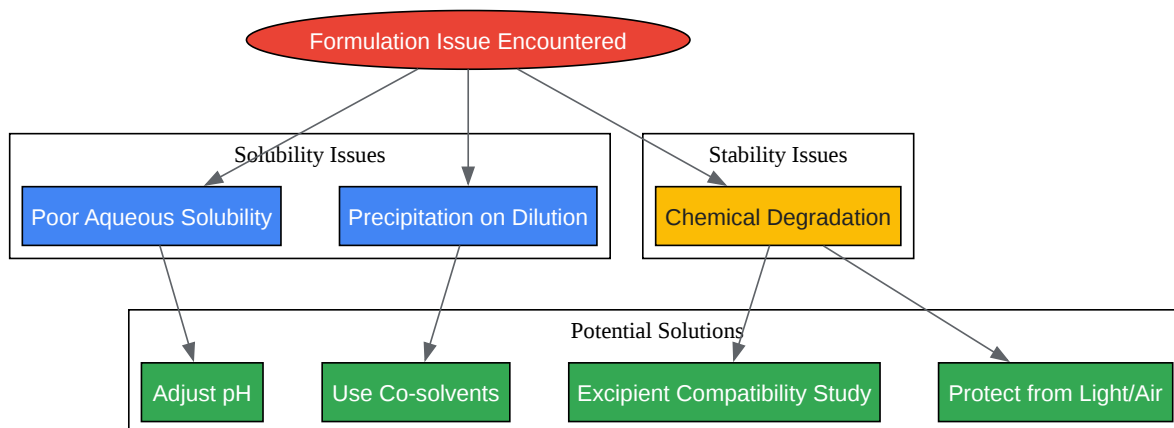 Formulation Issue Encountered
Solubility Issues
Stability Issues
Poor Aqueous Solubility
Precipitation on Dilution
Chemical Degradation
Potential Solutions
Adjust pH
Use Co-solvents
Excipient Compatibility Study
Protect from Light/Air